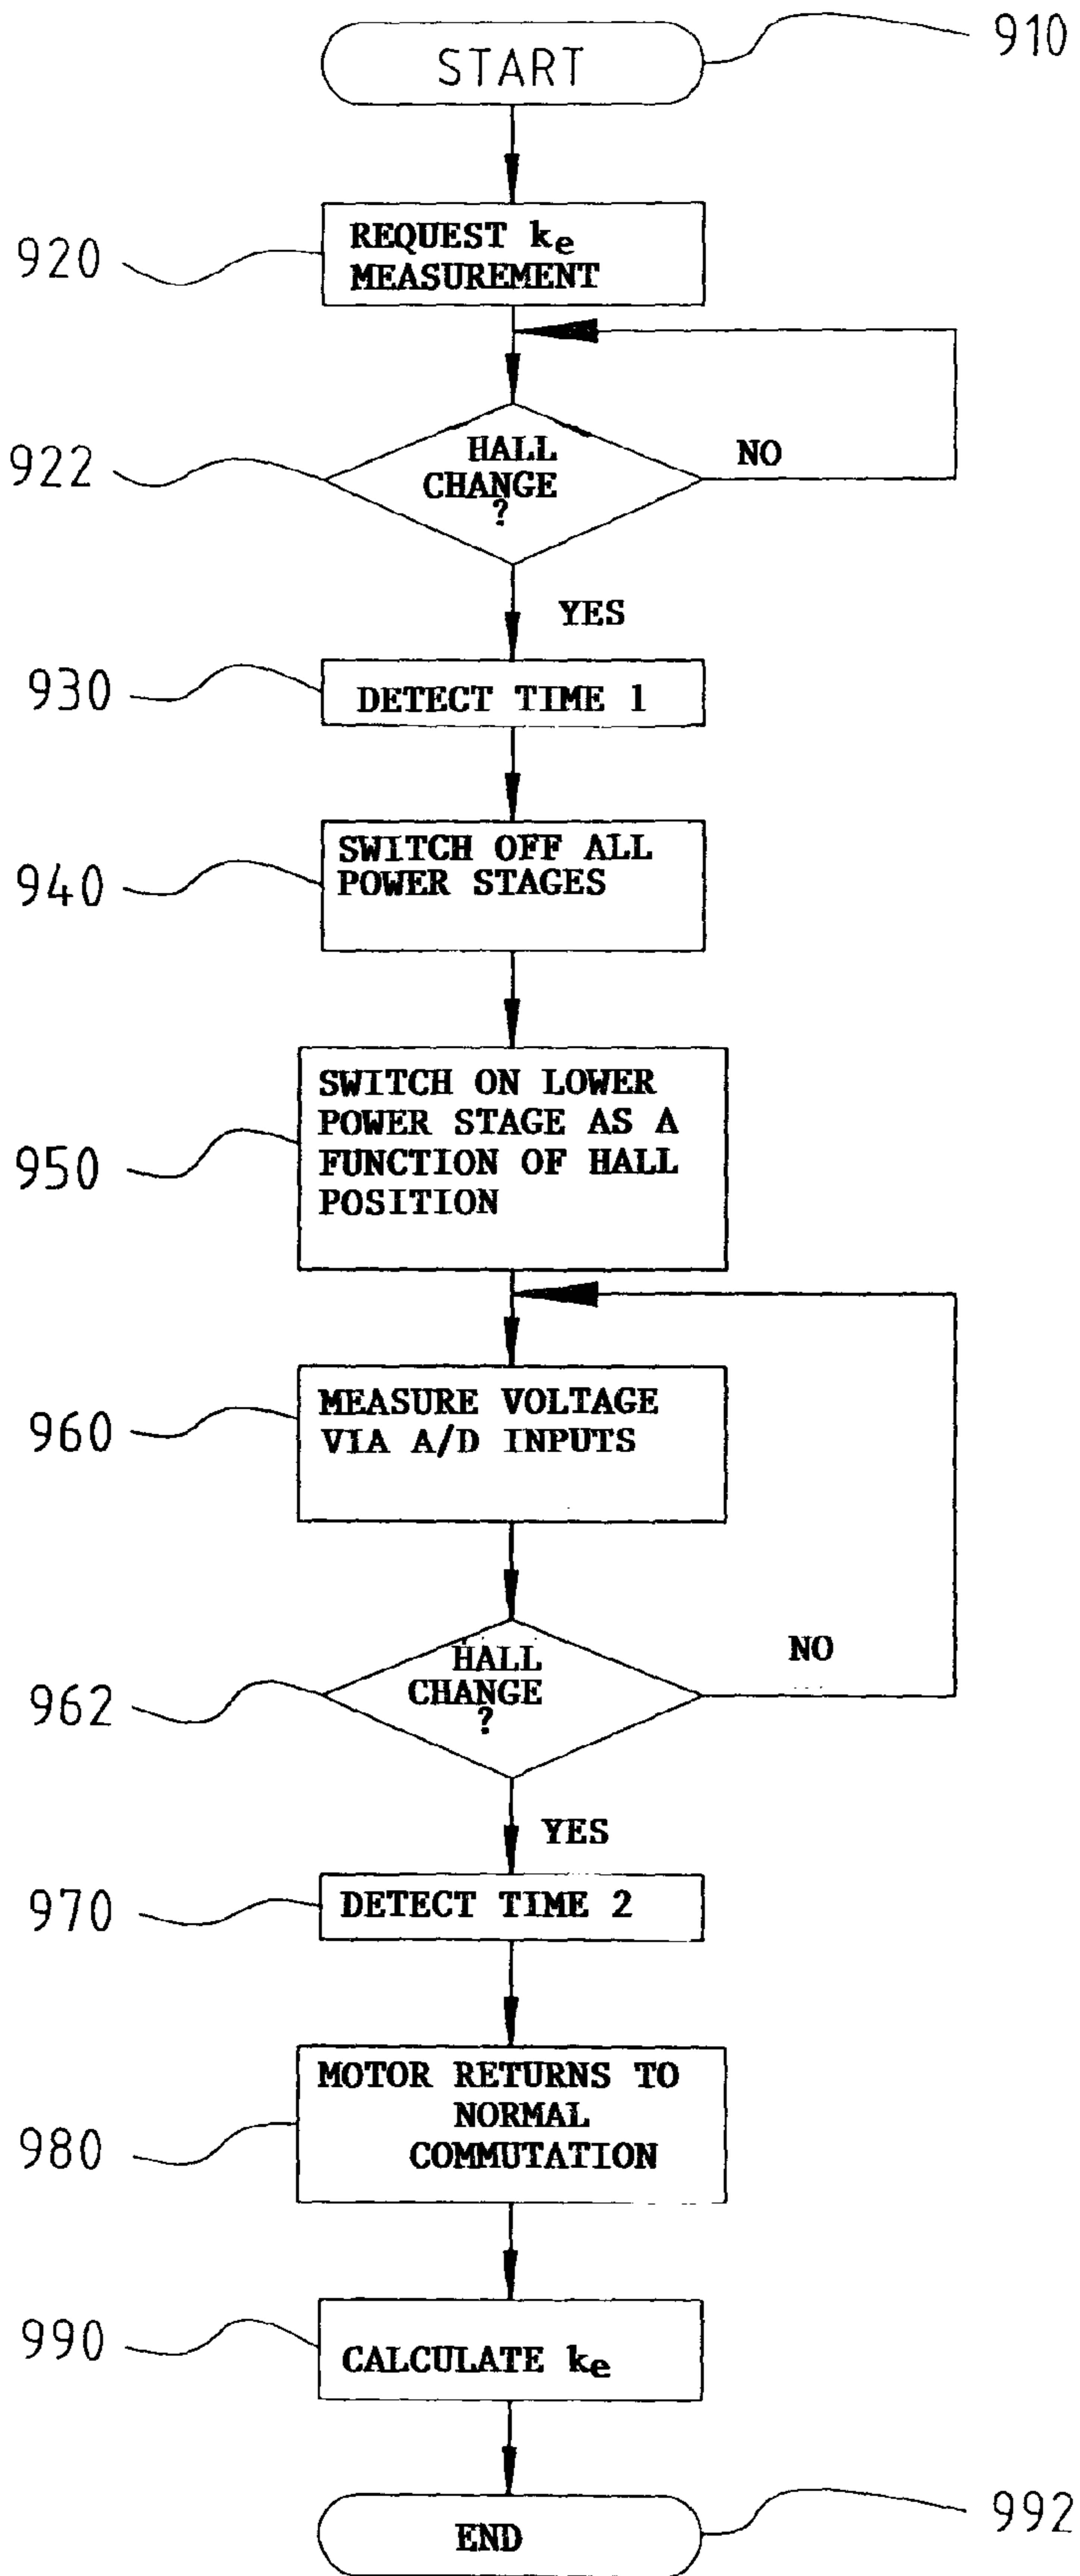 START
910
920
REQUEST ke
MEASUREMENT
922
HALL
CHANGE
?
NO
YES
930
DETECT TIME 1
940
SWITCH OFF ALL
POWER STAGES
950
SWITCH ON LOWER
POWER STAGE AS A
FUNCTION OF HALL
POSITION
960
MEASURE VOLTAGE
VIA A/D INPUTS
962
HALL
CHANGE
?
NO
YES
970
DETECT TIME 2
980
MOTOR RETURNS TO
NORMAL
COMMUTATION
990
CALCULATE ke
END
992